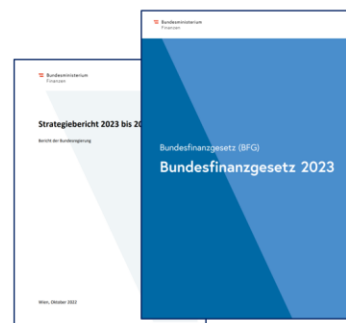 Bundesministerium
Finanzen
Strategiebericht 2023 bis 20
Bericht der Bundesregierung
Wien, Oktober 2022
Bundesministerium
Finanzen
Bundesfinanzgesetz (BFG)
Bundesfinanzgesetz 2023